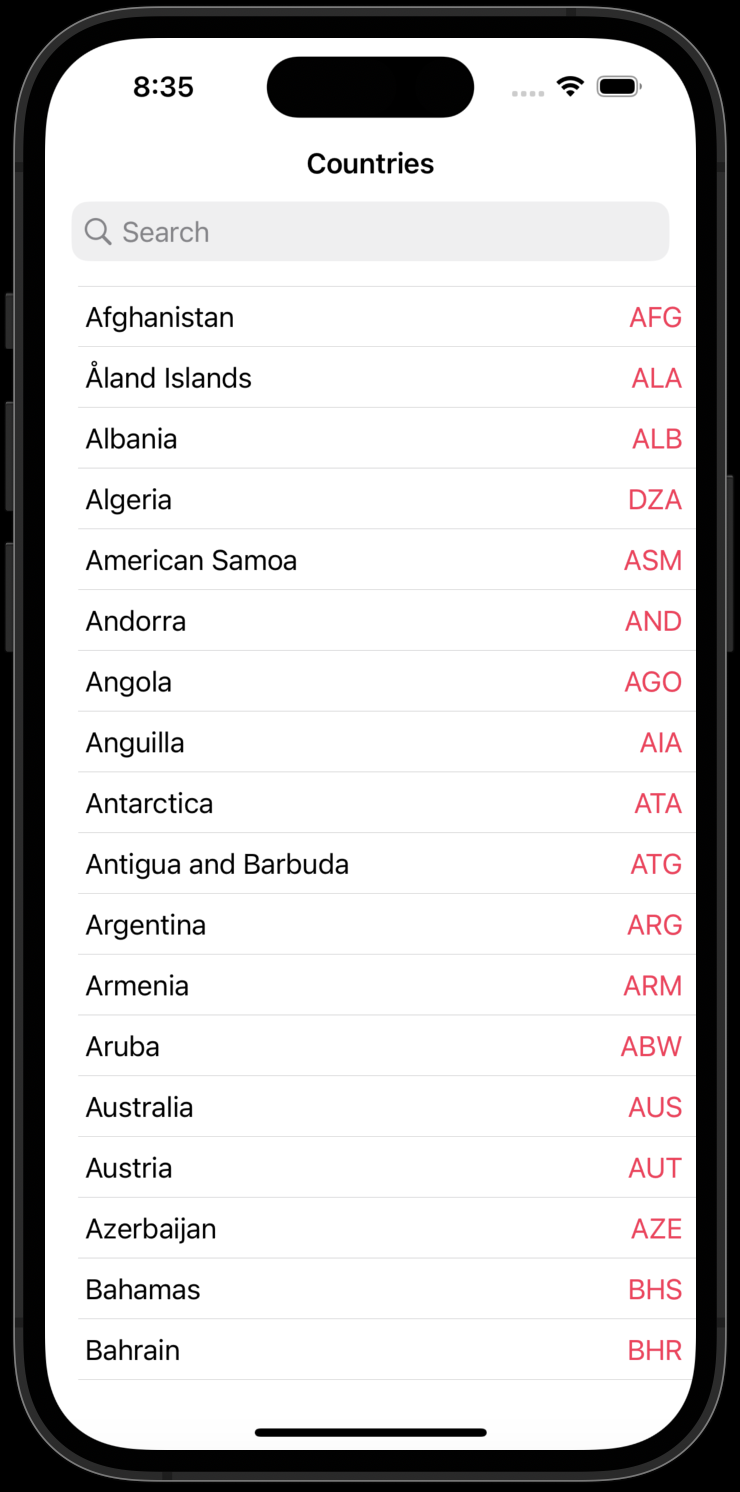 8:35
Countries
Search
Afghanistan AFG
Åland Islands ALA
Albania ALB
Algeria DZA
American Samoa ASM
Andorra AND
Angola AGO
Anguilla AIA
Antarctica ATA
Antigua and Barbuda ATG
Argentina ARG
Armenia ARM
Aruba ABW
Australia AUS
Austria AUT
Azerbaijan AZE
Bahamas BHS
Bahrain BHR